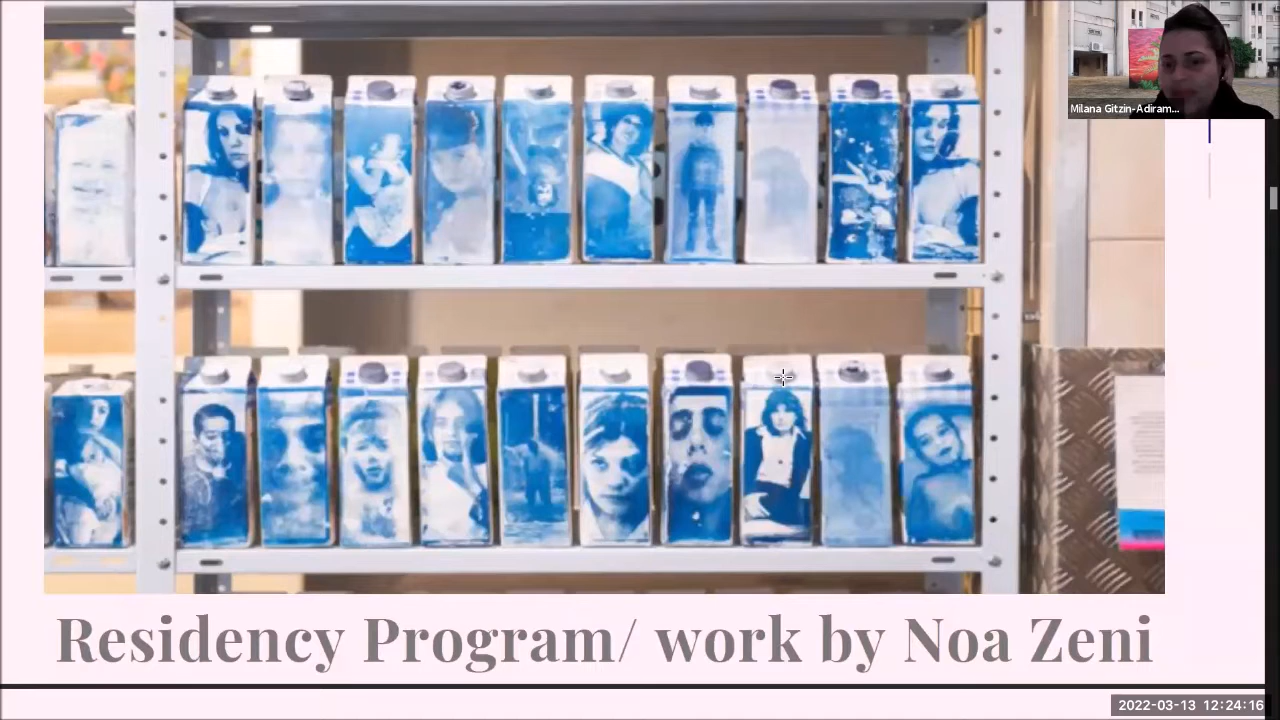 Milana Gitzin-Adiram...
Residency Program/ work by Noa Zeni
2022-03-13 12:24:16